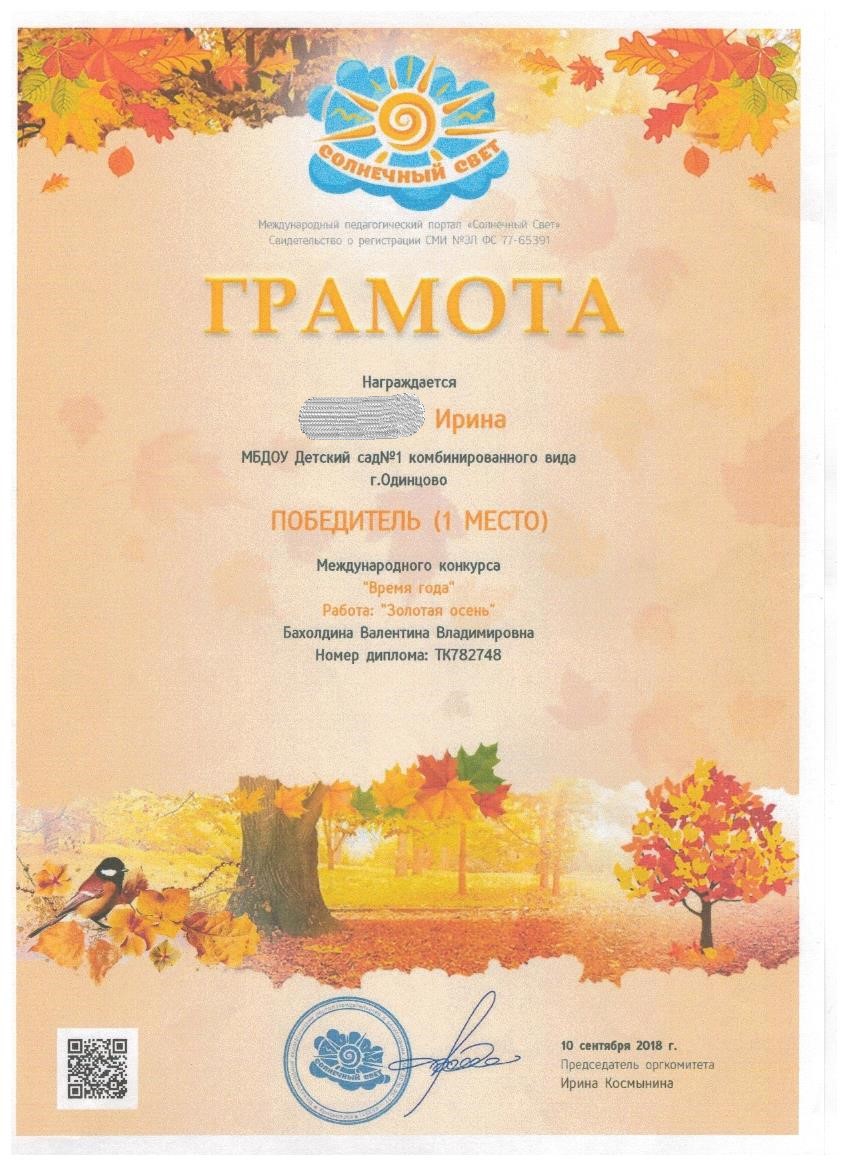 СОЛНЕЧНЫЙ СВЕТ
Международный педагогический портал «Солнечный Свет»
Свидетельство о регистрации СМИ №ЭЛ ФС 77-65391
ГРАМОТА
Награждается
Ирина
МБДОУ Детский сад№1 комбинированного вида
г.Одинцово
ПОБЕДИТЕЛЬ (1 МЕСТО)
Международного конкурса
"Время года"
Работа: "Золотая осень"
Бахолдина Валентина Владимировна
Номер диплома: ТК782748
СОЛНЕЧНЫЙ СВЕТ
10 сентября 2018 г.
Председатель оргкомитета
Ирина Космынина